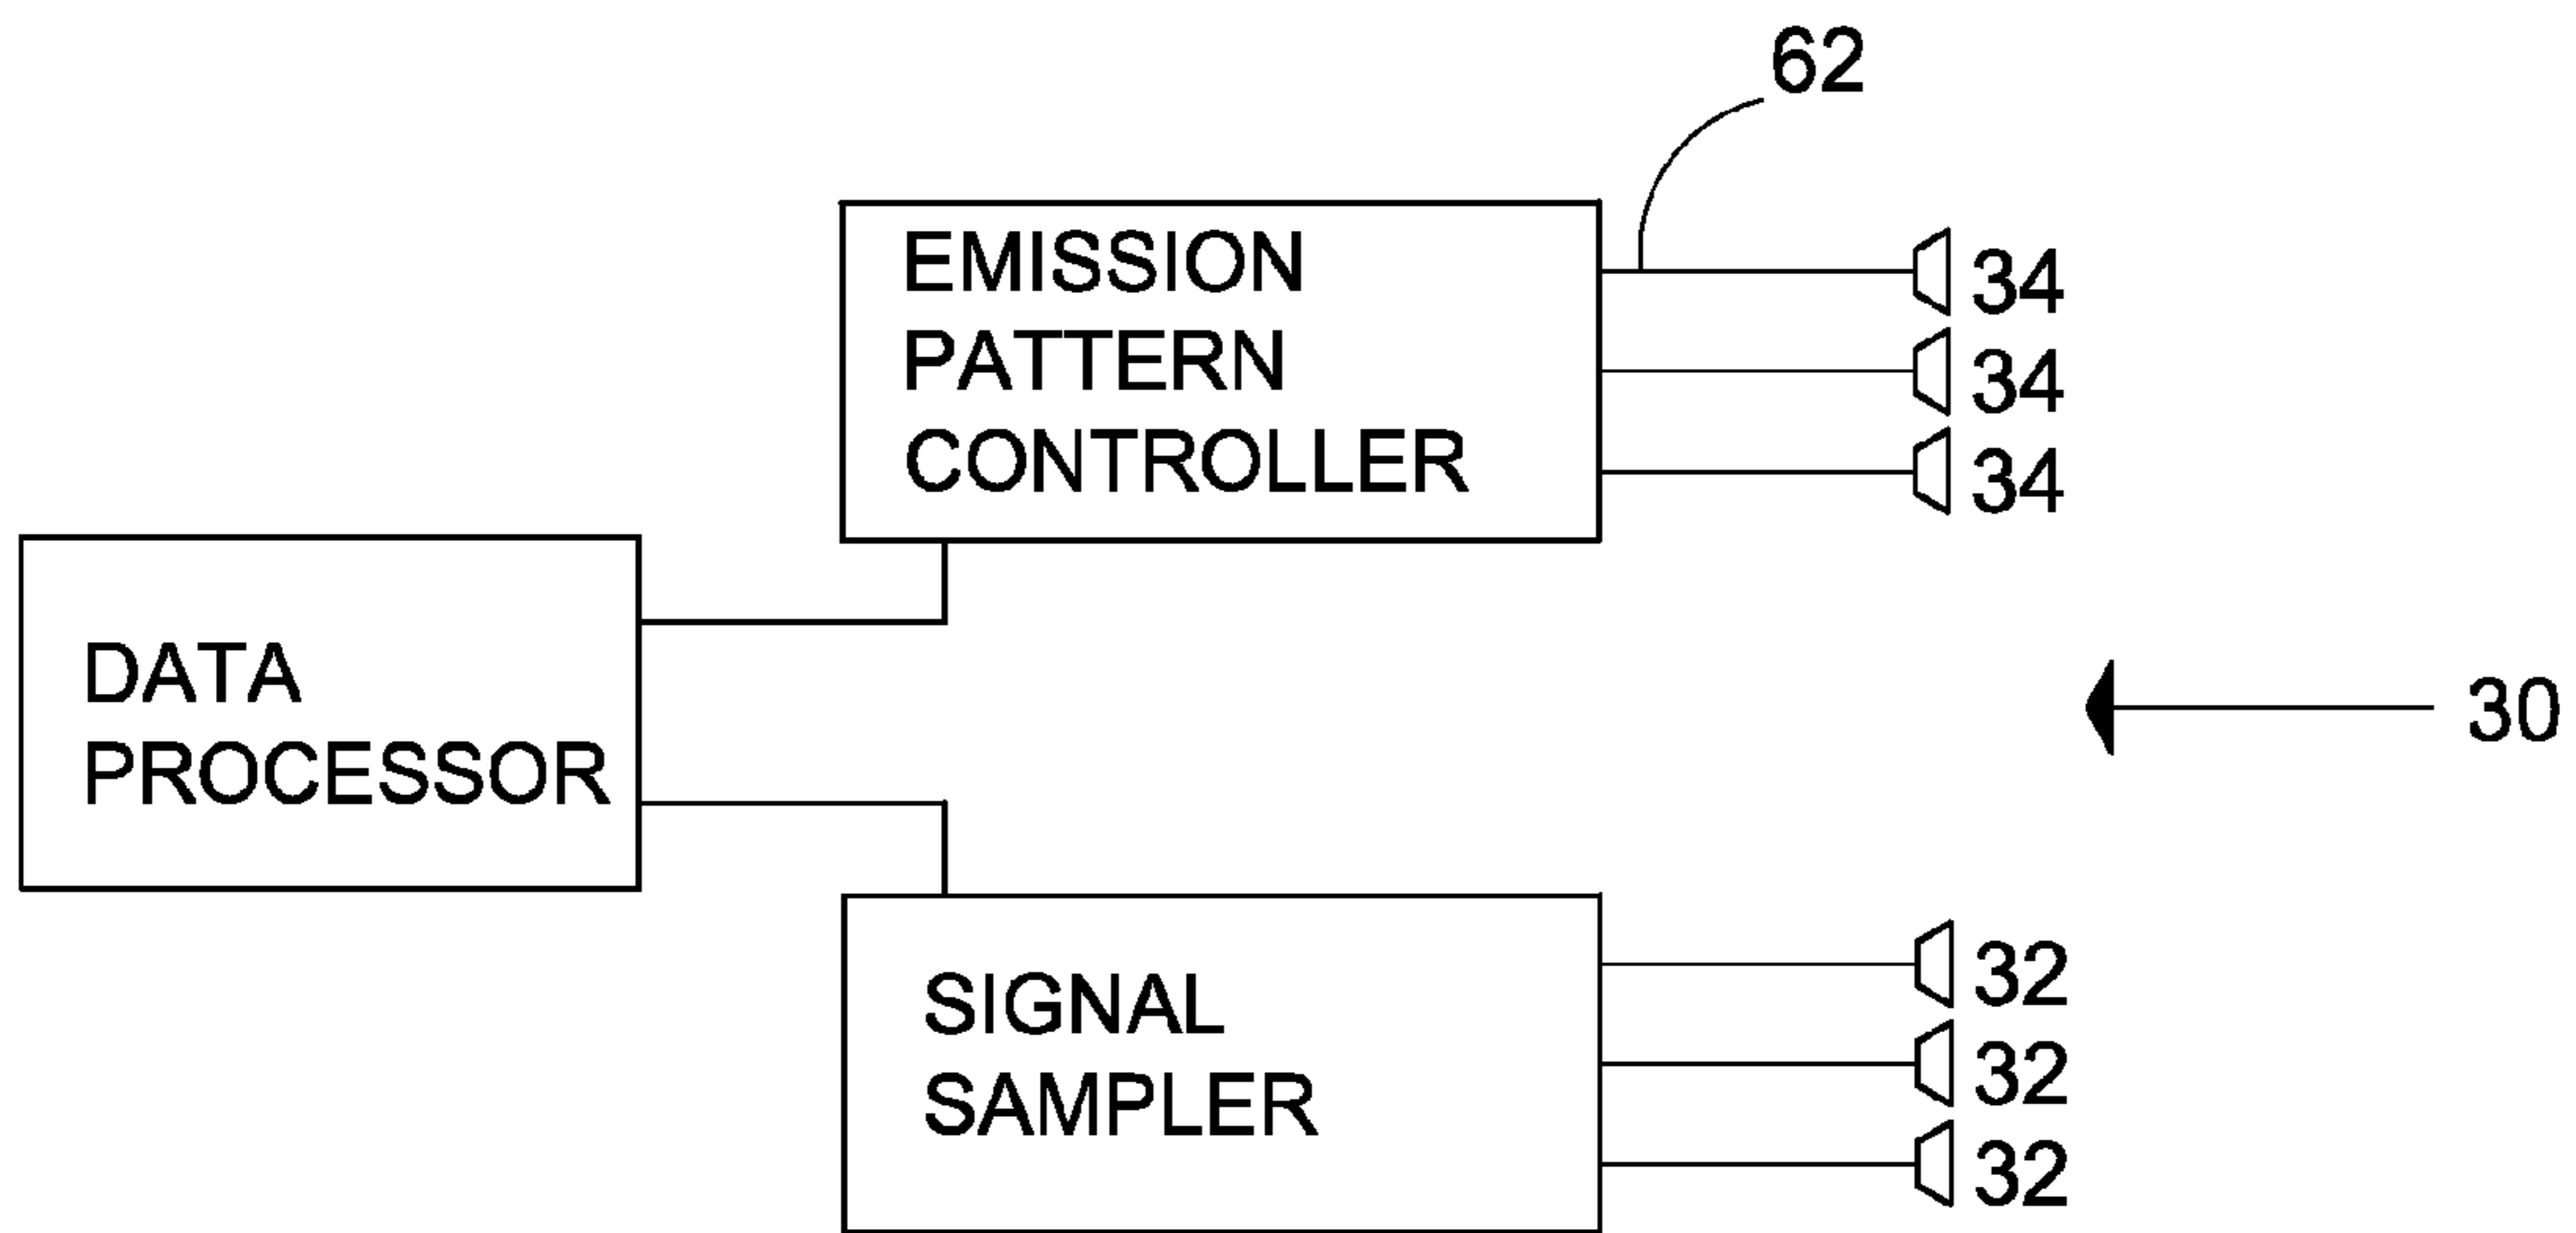 62
EMISSION
PATTERN
CONTROLLER
34
34
34
DATA
PROCESSOR
30
SIGNAL
SAMPLER
32
32
32